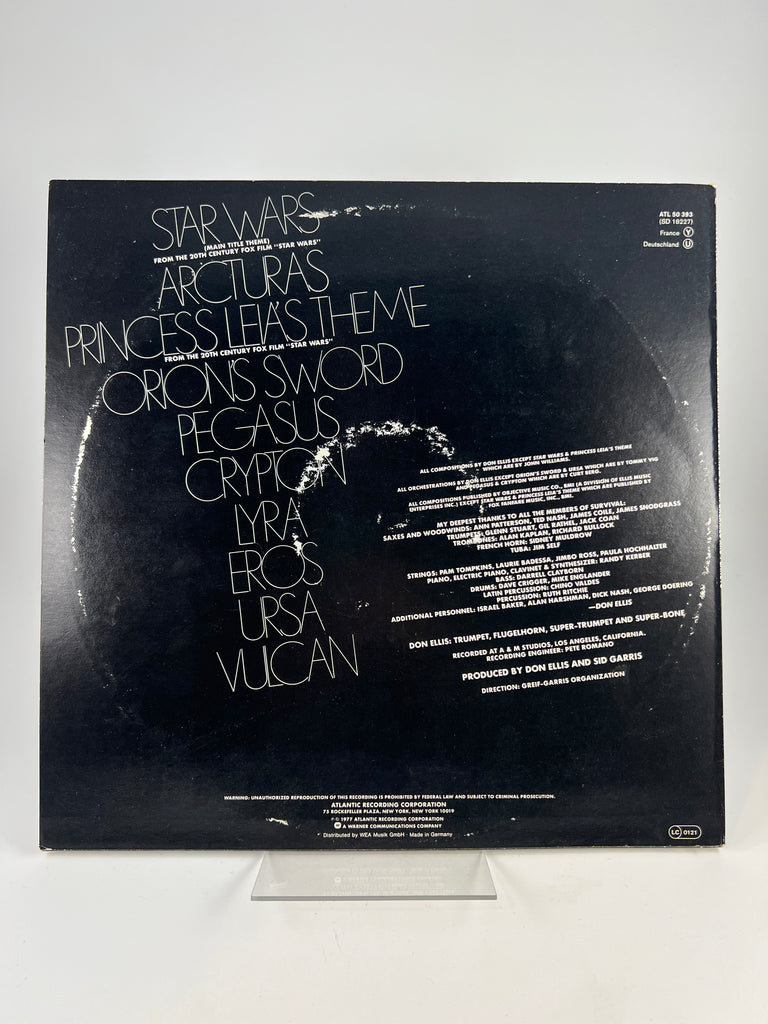 STAR WARS
(MAIN TITLE THEME)
FROM THE 20TH CENTURY FOX FILM "STAR WARS"
ARCTURAS
PRINCESS LEIA'S THEME
FROM THE 20TH CENTURY FOX FILM "STAR WARS"
ORION'S SWORD
PEGASUS
CRYPTON
LYRA
EROS
URSA
VULCAN
ATL 50 393
(SD 18227)
France Y
Deutschland U
ALL COMPOSITIONS BY DON ELLIS EXCEPT STAR WARS & PRINCESS LEIA'S THEME
WHICH ARE BY JOHN WILLIAMS.
ALL ORCHESTRATIONS BY DON ELLIS EXCEPT ORION'S SWORD & URSA WHICH ARE BY TOMMY VIG
AND PEGASUS & CRYPTON WHICH ARE BY CURT BERG.
ALL COMPOSITIONS PUBLISHED BY OBJECTIVE MUSIC CO., BMI (A DIVISION OF ELLIS MUSIC
ENTERPRISES INC.) EXCEPT STAR WARS & PRINCESS LEIA'S THEME WHICH ARE PUBLISHED BY
FOX FANFARE MUSIC, INC., BMI.
MY DEEPEST THANKS TO ALL THE MEMBERS OF SURVIVAL:
SAXES AND WOODWINDS: ANN PATTERSON, TED NASH, JAMES COILE, JAMES SNODGRASS
TRUMPETS: GLENN STUART, GIL RATHEL, JACK COAN
TROMBONES: ALAN KAPLAN, RICHARD BULLOCK
FRENCH HORN: SIDNEY MULDROW
TUBA: JIM SELF
STRINGS: PAM TOMPKINS, LAURIE BADESSA, JIMBO ROSS, PAULA HOCHHALTER
PIANO, ELECTRIC PIANO, CLAVINET & SYNTHESIZER: RANDY KERBER
BASS: DARRELL CLAYBORN
DRUMS: DAVE CRIGGER, MIKE ENGLANDER
LATIN PERCUSSION: CHINO VALDES
PERCUSSION: RUTH RITCHIE
ADDITIONAL PERSONNEL: ISRAEL BAKER, ALAN HARSHMAN, DICK NASH, GEORGE DOERING
—DON ELLIS
DON ELLIS: TRUMPET, FLUGELHORN, SUPER-TRUMPET AND SUPER-BONE
RECORDED AT A & M STUDIOS, LOS ANGELES, CALIFORNIA.
RECORDING ENGINEER: PETE ROMANO
PRODUCED BY DON ELLIS AND SID GARRIS
DIRECTION: GREIF-GARRIS ORGANIZATION
WARNING: UNAUTHORIZED REPRODUCTION OF THIS RECORDING IS PROHIBITED BY FEDERAL LAW AND SUBJECT TO CRIMINAL PROSECUTION.
ATLANTIC RECORDING CORPORATION
75 ROCKEFELLER PLAZA, NEW YORK, NEW YORK 10019
℗ © 1977 ATLANTIC RECORDING CORPORATION
A WARNER COMMUNICATIONS COMPANY
Distributed by WEA Musik GmbH · Made in Germany
LC 0121